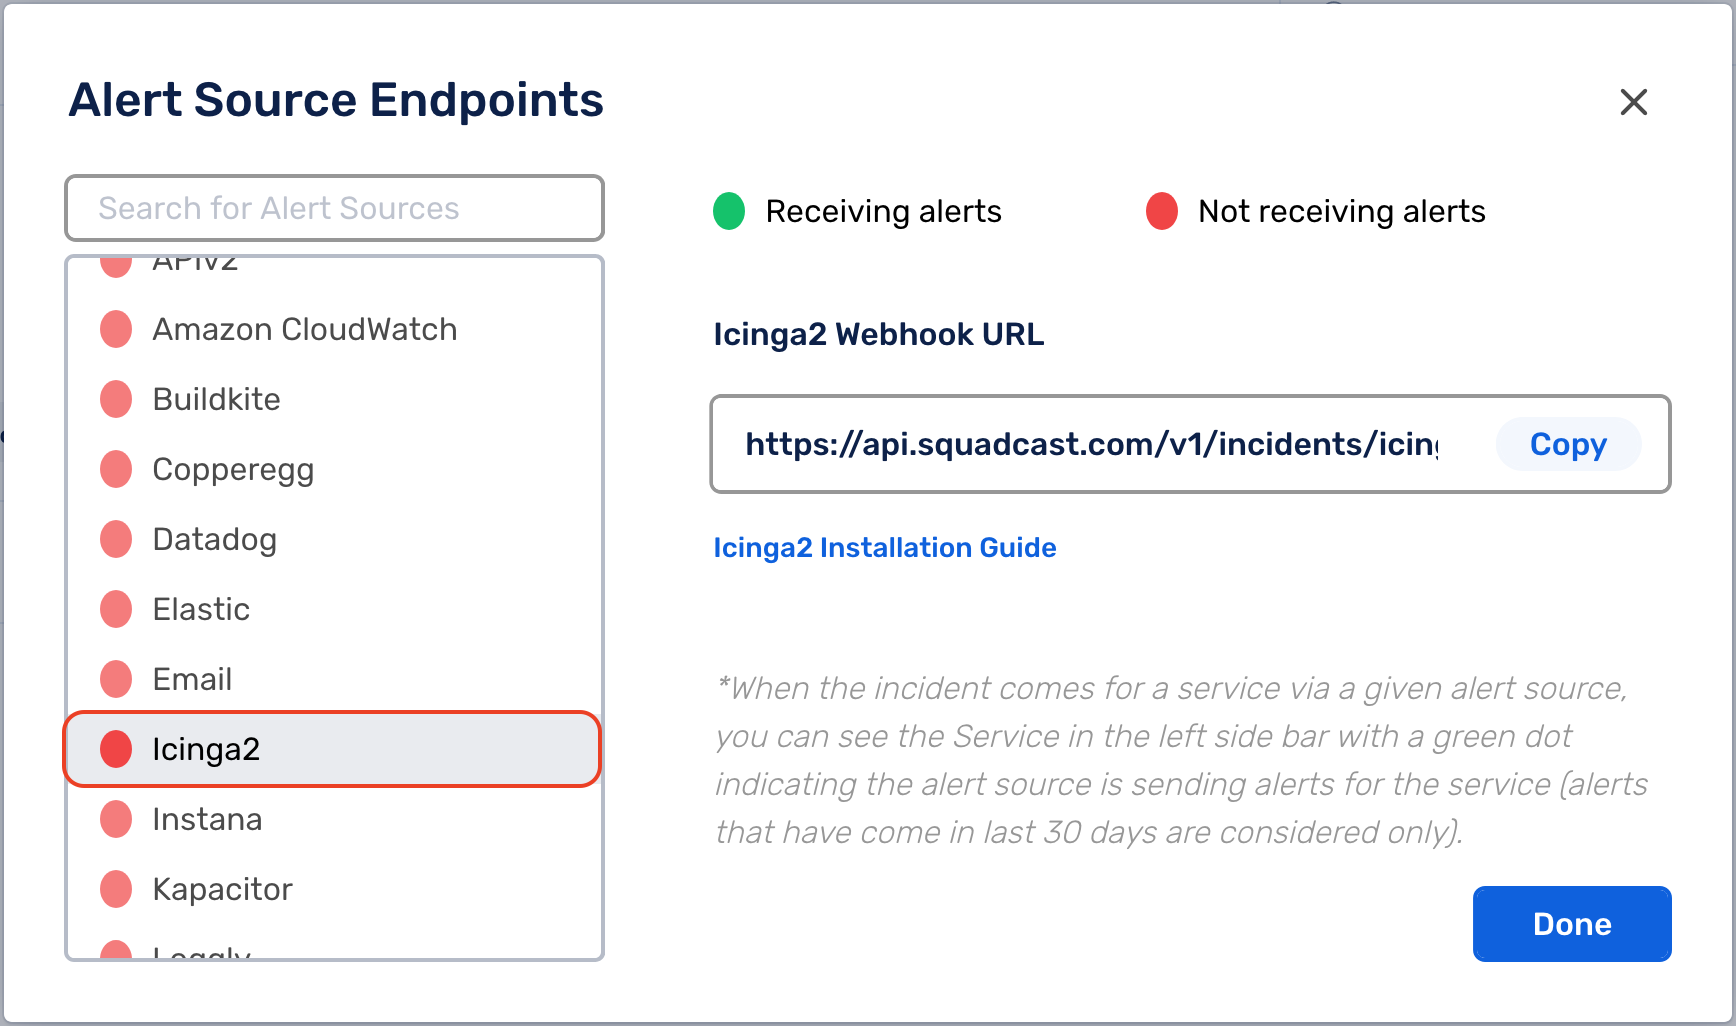 Alert Source Endpoints
Search for Alert Sources
APIv2
Amazon CloudWatch
Buildkite
Copperegg
Datadog
Elastic
Email
Icinga2
Instana
Kapacitor
Loggly
Receiving alerts
Not receiving alerts
Icinga2 Webhook URL
https://api.squadcast.com/v1/incidents/icing
Copy
Icinga2 Installation Guide
*When the incident comes for a service via a given alert source,
you can see the Service in the left side bar with a green dot
indicating the alert source is sending alerts for the service (alerts
that have come in last 30 days are considered only).
Done